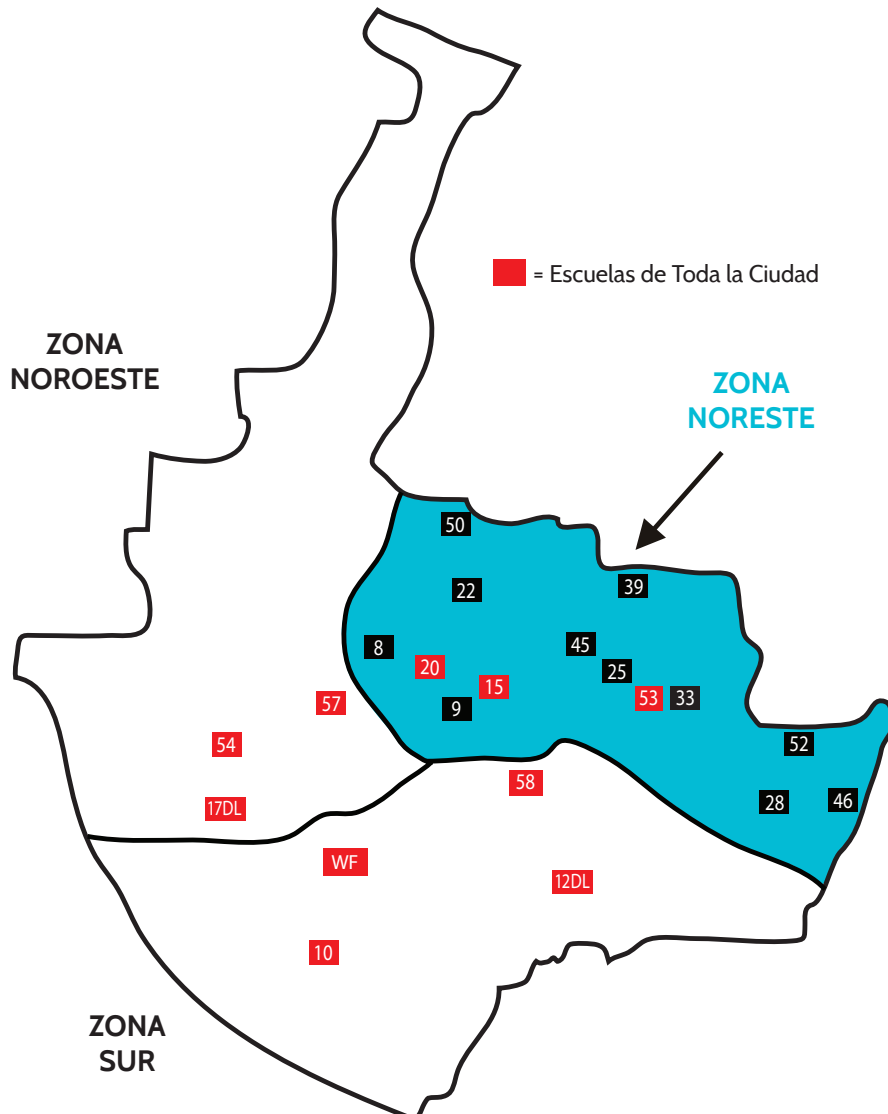 = Escuelas de Toda la Ciudad
ZONA
NOROESTE
ZONA
NORESTE
50
22
39
8
45
20
25
15
53
33
9
57
54
52
58
28
46
17DL
WF
12DL
10
ZONA
SUR